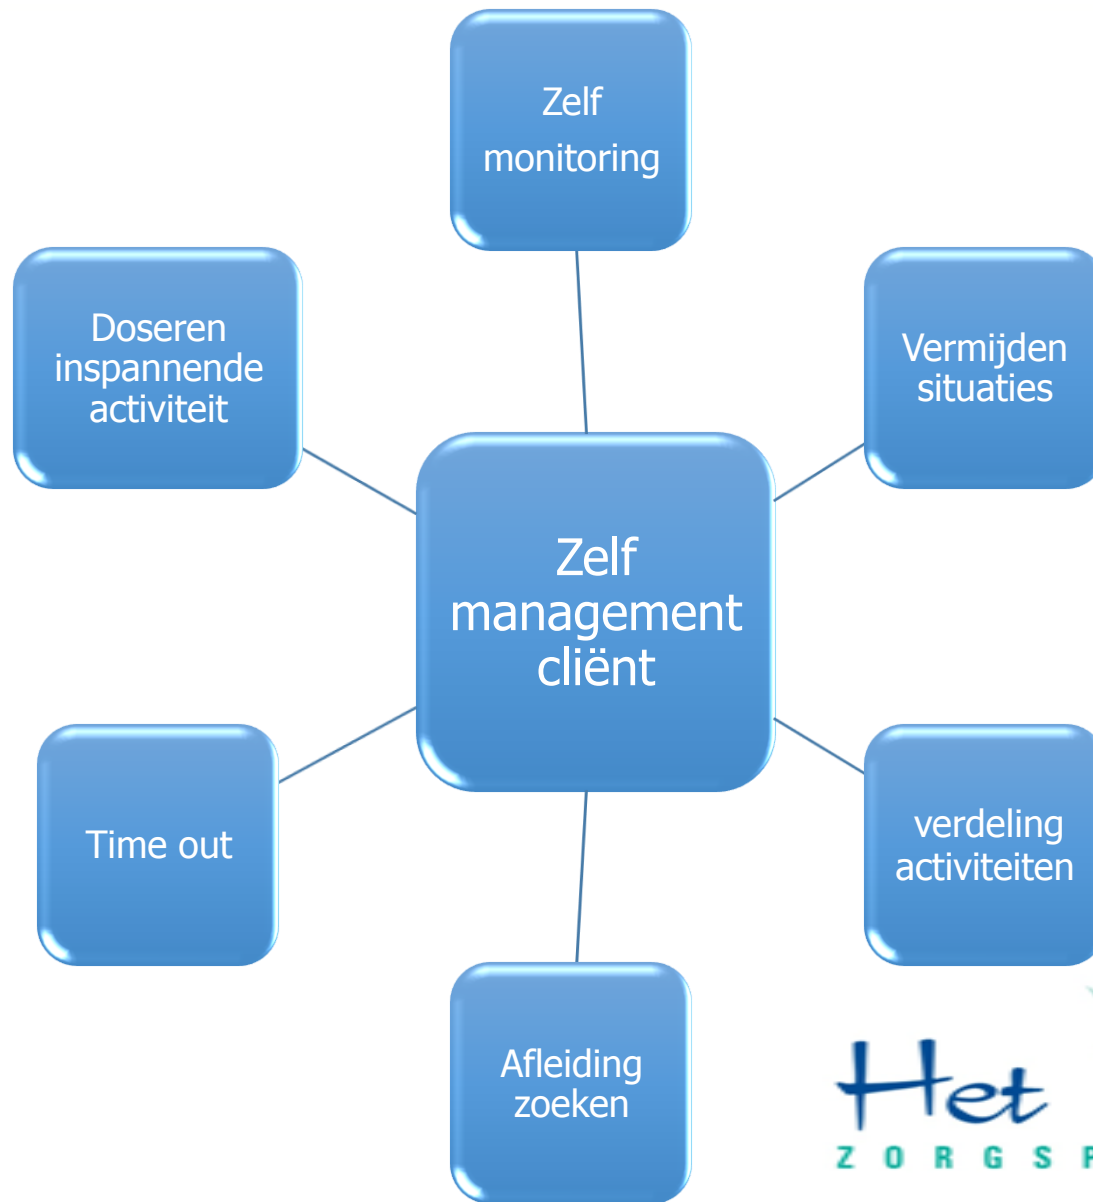 Zelf
monitoring
Doseren
inspannende
activiteit
Vermijden
situaties
Zelf
management
cliënt
Time out
verdeling
activiteiten
Afleiding
zoeken
Het